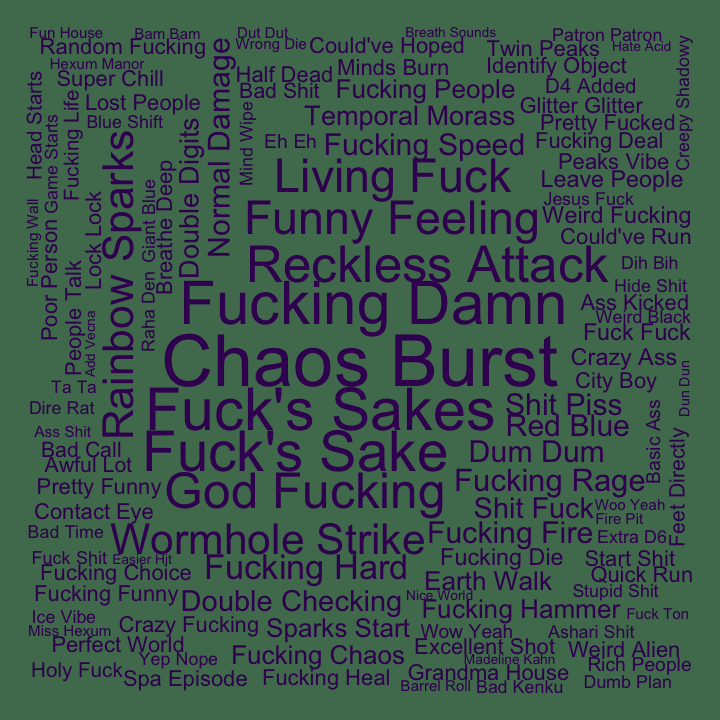 Fun House
Bam Bam
Dut Dut
Breath Sounds
Patron Patron
Random Fucking
Wrong Die
Could've Hoped
Twin Peaks
Hate Acid
Hexum Manor
Super Chill
Half Dead
Minds Burn
Identify Object
Head Starts
Fucking Life
Lost People
Normal Damage
Bad Shit
Fucking People
D4 Added
Creepy Shadowy
Blue Shift
Mind Wipe
Temporal Morass
Glitter Glitter
Pretty Fucked
Game Starts
Rainbow Sparks
Double Digits
Eh Eh
Fucking Speed
Fucking Deal
Peaks Vibe
Living Fuck
Leave People
Breathe Deep
Giant Blue
Jesus Fuck
Fucking Wall
Poor Person
Lock Lock
Funny Feeling
Weird Fucking
Could've Run
Reckless Attack
Dih Bih
People Talk
Raha Den
Fucking Damn
Hide Shit
Ass Kicked
Weird Black
Add Vecna
Fuck Fuck
Chaos Burst
Crazy Ass
Ta Ta
City Boy
Dun Dun
Dire Rat
Fuck's Sakes
Shit Piss
Basic Ass
Ass Shit
Red Blue
Bad Call
Fuck's Sake
Dum Dum
Feet Directly
Awful Lot
Pretty Funny
God Fucking
Fucking Rage
Contact Eye
Shit Fuck
Woo Yeah
Fire Pit
Bad Time
Wormhole Strike
Fucking Fire
Extra D6
Fuck Shit
Easier Hit
Fucking Hard
Fucking Die
Start Shit
Fucking Choice
Earth Walk
Quick Run
Fucking Funny
Double Checking
Nice World
Stupid Shit
Fucking Hammer
Fuck Ton
Ice Vibe
Miss Hexum
Crazy Fucking
Sparks Start
Wow Yeah
Ashari Shit
Perfect World
Excellent Shot
Weird Alien
Yep Nope
Fucking Chaos
Madeline Kahn
Rich People
Holy Fuck
Spa Episode
Fucking Heal
Grandma House
Barrel Roll
Bad Kenku
Dumb Plan